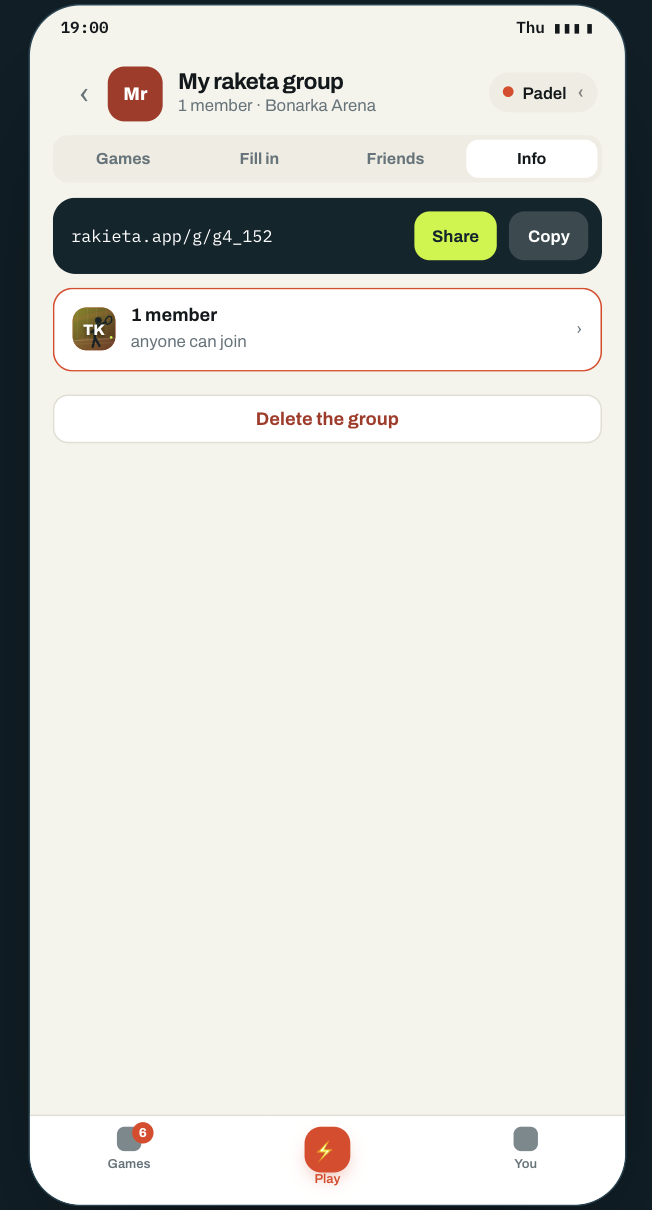 19:00
Thu
‹
Mr
My raketa group
1 member · Bonarka Arena
Padel ‹
Games
Fill in
Friends
Info
rakieta.app/g/g4_152
Share
Copy
TK
1 member
anyone can join
›
Delete the group
6
Games
Play
You